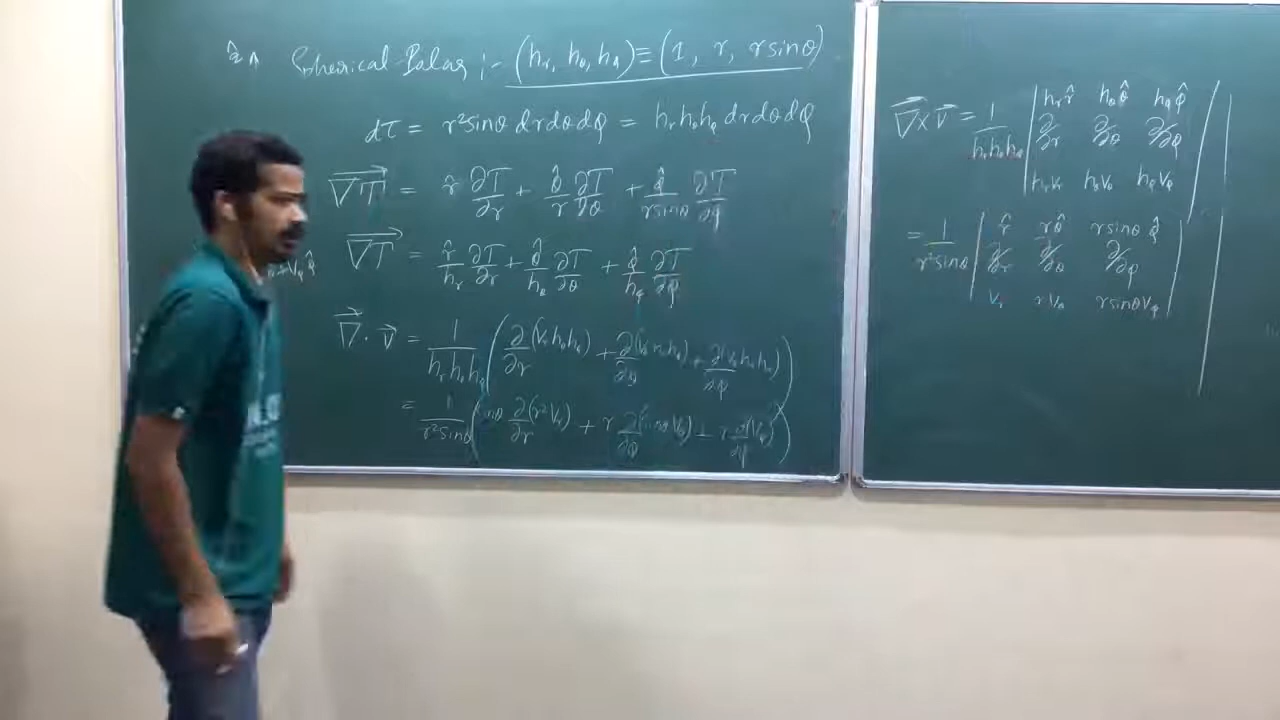 Spherical Polar :- (h_r, h_θ, h_φ) ≡ (1, r, r sinθ)
dτ = r² sinθ dr dθ dφ = h_r h_θ h_φ dr dθ dφ
∇T = r̂ ∂T/∂r + θ̂/r ∂T/∂θ + φ̂/(r sinθ) ∂T/∂φ
+ V_φ φ̂
∇T = r̂/h_r ∂T/∂r + θ̂/h_θ ∂T/∂θ + φ̂/h_φ ∂T/∂φ
∇ · v = 1/(h_r h_θ h_φ) (∂/∂r (V_r h_θ h_φ) + ∂/∂θ (V_θ h_r h_φ) + ∂/∂φ (V_φ h_r h_θ))
= 1/(r² sinθ) (sinθ ∂/∂r (r² V_r) + r ∂/∂θ (sinθ V_θ) + r ∂/∂φ (V_φ))
∇ × v = 1/(h_r h_θ h_φ) | h_r r̂ h_θ θ̂ h_φ φ̂ |
∂/∂r ∂/∂θ ∂/∂φ
h_r V_r h_θ V_θ h_φ V_φ
= 1/(r² sinθ) | r̂ r θ̂ r sinθ φ̂ |
∂/∂r ∂/∂θ ∂/∂φ
V_r r V_θ r sinθ V_φ